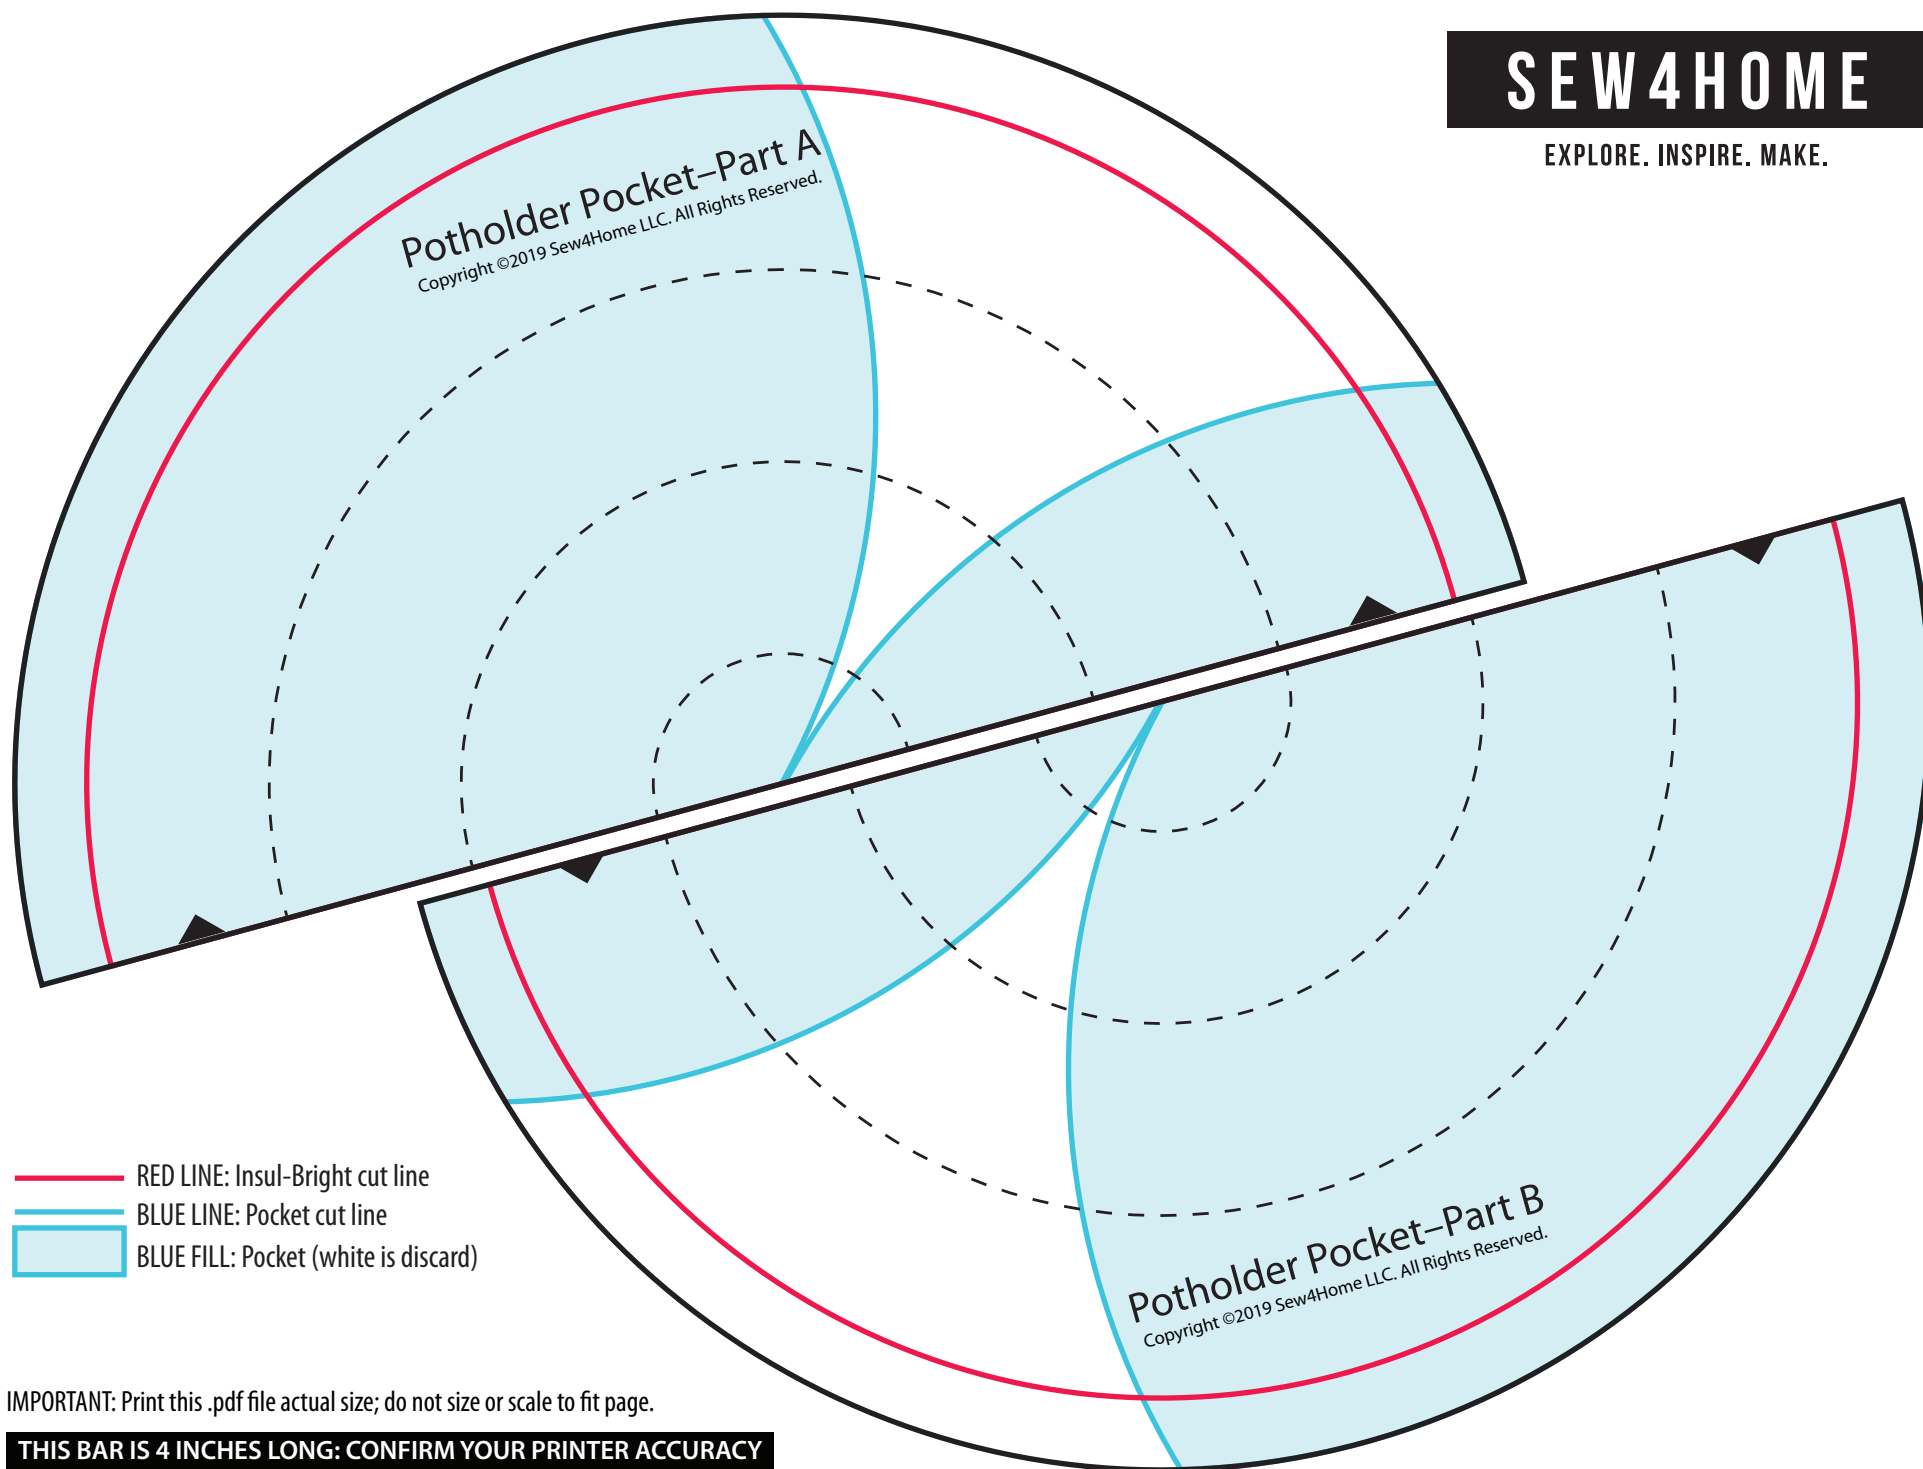 SEW4HOME
EXPLORE. INSPIRE. MAKE.
Potholder Pocket–Part A
Copyright ©2019 Sew4Home LLC. All Rights Reserved.
RED LINE: Insul-Bright cut line
BLUE LINE: Pocket cut line
BLUE FILL: Pocket (white is discard)
Potholder Pocket–Part B
Copyright ©2019 Sew4Home LLC. All Rights Reserved.
IMPORTANT: Print this .pdf file actual size; do not size or scale to fit page.
THIS BAR IS 4 INCHES LONG: CONFIRM YOUR PRINTER ACCURACY